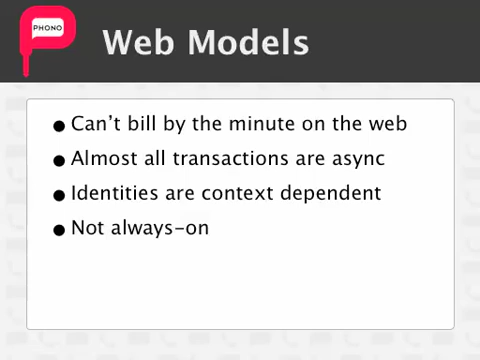 PHONO
Web Models
● Can't bill by the minute on the web
● Almost all transactions are async
● Identities are context dependent
● Not always-on